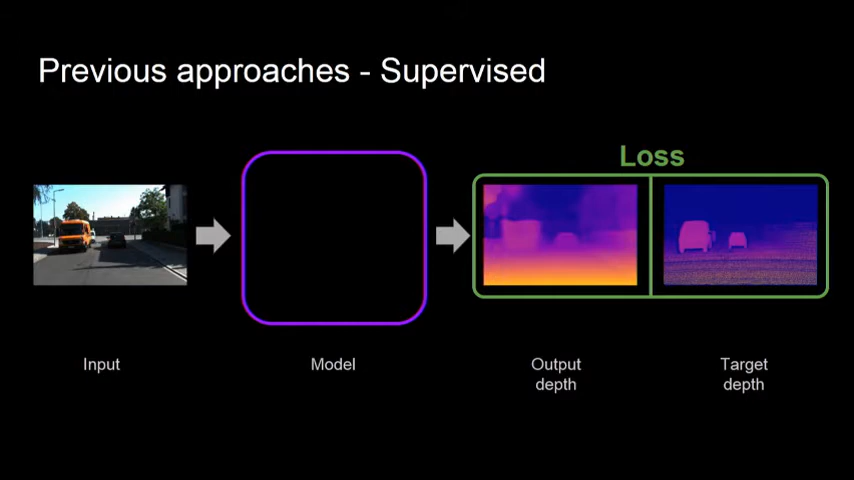 Previous approaches - Supervised
Loss
Input
Model
Output
depth
Target
depth